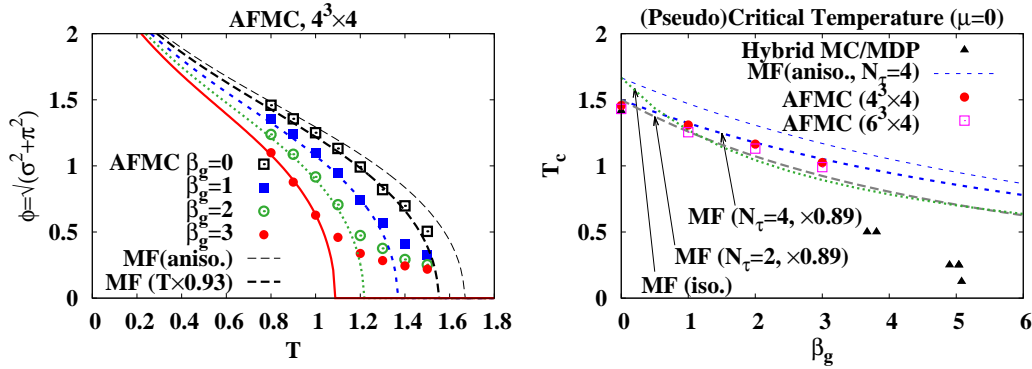 AFMC, 4³×4
2
1.5
1
0.5
0
ϕ=√(σ²+π²)
AFMC β_g=0
β_g=1
β_g=2
β_g=3
MF(aniso.)
MF (T×0.93)
0 0.2 0.4 0.6 0.8 1 1.2 1.4 1.6 1.8
T
(Pseudo)Critical Temperature (μ=0)
2
1.5
1
0.5
0
T_c
Hybrid MC/MDP
MF(aniso., N_τ=4)
AFMC (4³×4)
AFMC (6³×4)
MF (N_τ=4, ×0.89)
MF (N_τ=2, ×0.89)
MF (iso.)
0 1 2 3 4 5 6
β_g